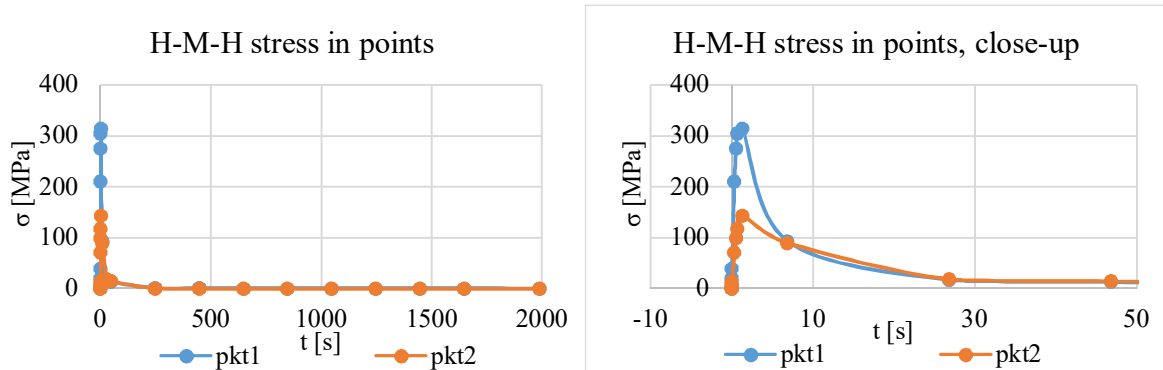 H-M-H stress in points
400
300
200
100
0
σ [MPa]
0 500 1000 1500 2000
t [s]
pkt1 pkt2
H-M-H stress in points, close-up
400
300
200
100
0
σ [MPa]
-10 10 30 50
t [s]
pkt1 pkt2